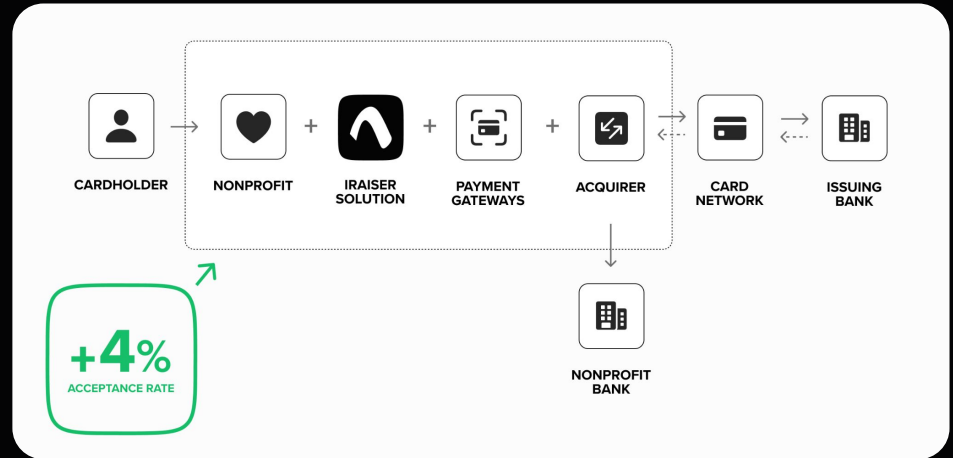 CARDHOLDER
NONPROFIT
IRAISER
SOLUTION
PAYMENT
GATEWAYS
ACQUIRER
CARD
NETWORK
ISSUING
BANK
+4%
ACCEPTANCE RATE
NONPROFIT
BANK